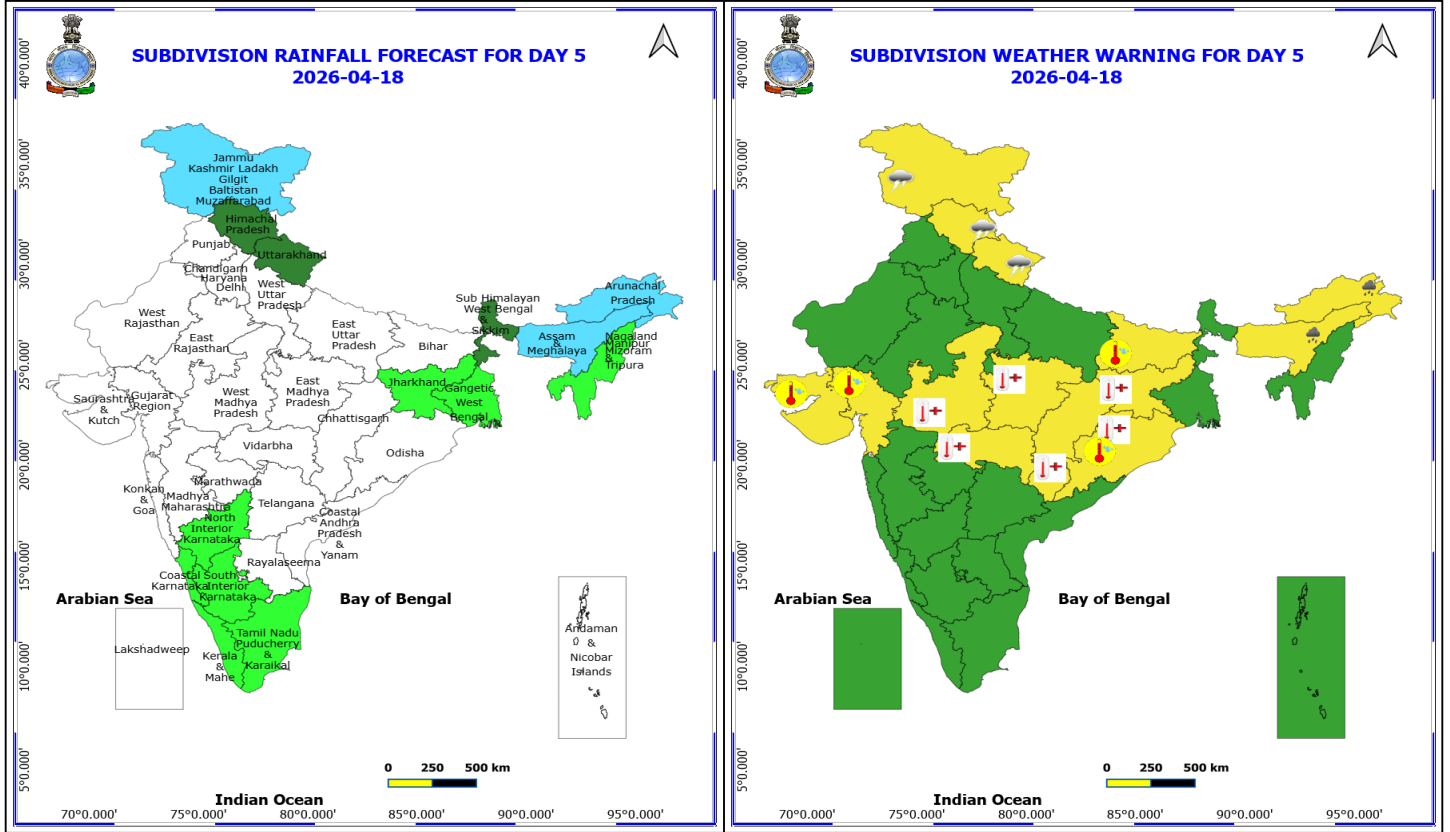 SUBDIVISION RAINFALL FORECAST FOR DAY 5
2026-04-18
40°0.000'
35°0.000'
30°0.000'
25°0.000'
20°0.000'
15°0.000'
10°0.000'
5°0.000'
Jammu
Kashmir Ladakh
Gilgit
Baltistan
Muzaffarabad
Himachal
Pradesh
Punjab
Uttarakhand
Chandigarh
Haryana
Delhi
West
Uttar
Pradesh
Arunachal
Pradesh
Sub Himalayan
West Bengal
&
Sikkim
West
Rajasthan
East
Rajasthan
East
Uttar
Pradesh
Bihar
Assam
&
Meghalaya
Nagaland
Manipur
Mizoram
&
Tripura
Saurashtra
&
Kutch
Gujarat
Region
West
Madhya
Pradesh
East
Madhya
Pradesh
Jharkhand
Gangetic
West
Bengal
Chhattisgarh
Vidarbha
Odisha
Konkan
&
Goa
Madhya
Maharashtra
Marathwada
Telangana
North
Interior
Karnataka
Coastal
Andhra
Pradesh
&
Yanam
Rayalaseema
Coastal
Karnataka
South
Interior
Karnataka
Arabian Sea
Bay of Bengal
Lakshadweep
Kerala
&
Mahe
Tamil Nadu
Puducherry
&
Karaikal
Andaman
&
Nicobar
Islands
0 250 500 km
Indian Ocean
70°0.000' 75°0.000' 80°0.000' 85°0.000' 90°0.000' 95°0.000'
SUBDIVISION WEATHER WARNING FOR DAY 5
2026-04-18
40°0.000'
35°0.000'
30°0.000'
25°0.000'
20°0.000'
15°0.000'
10°0.000'
5°0.000'
Arabian Sea
Bay of Bengal
0 250 500 km
Indian Ocean
70°0.000' 75°0.000' 80°0.000' 85°0.000' 90°0.000' 95°0.000'